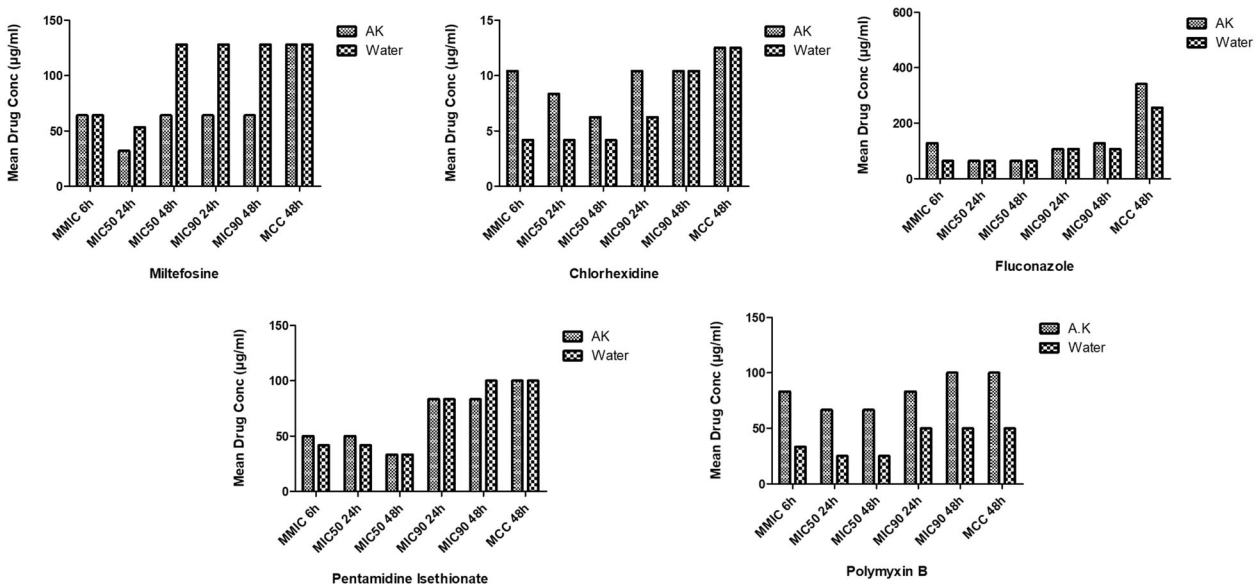 Mean Drug Conc (µg/ml)
150
100
50
0
AK
Water
MMIC 6h
MIC50 24h
MIC50 48h
MIC90 24h
MIC90 48h
MCC 48h
Miltefosine
Mean Drug Conc (µg/ml)
15
10
5
0
AK
Water
MMIC 6h
MIC50 24h
MIC50 48h
MIC90 24h
MIC90 48h
MCC 48h
Chlorhexidine
Mean Drug Conc (µg/ml)
600
400
200
0
AK
Water
MMIC 6h
MIC50 24h
MIC50 48h
MIC90 24h
MIC90 48h
MCC 48h
Fluconazole
Mean Drug Conc (µg/ml)
150
100
50
0
AK
Water
MMIC 6h
MIC50 24h
MIC50 48h
MIC90 24h
MIC90 48h
MCC 48h
Pentamidine Isethionate
Mean Drug Conc (µg/ml)
150
100
50
0
A.K
Water
MMIC 6h
MIC50 24h
MIC50 48h
MIC90 24h
MIC90 48h
MCC 48h
Polymyxin B